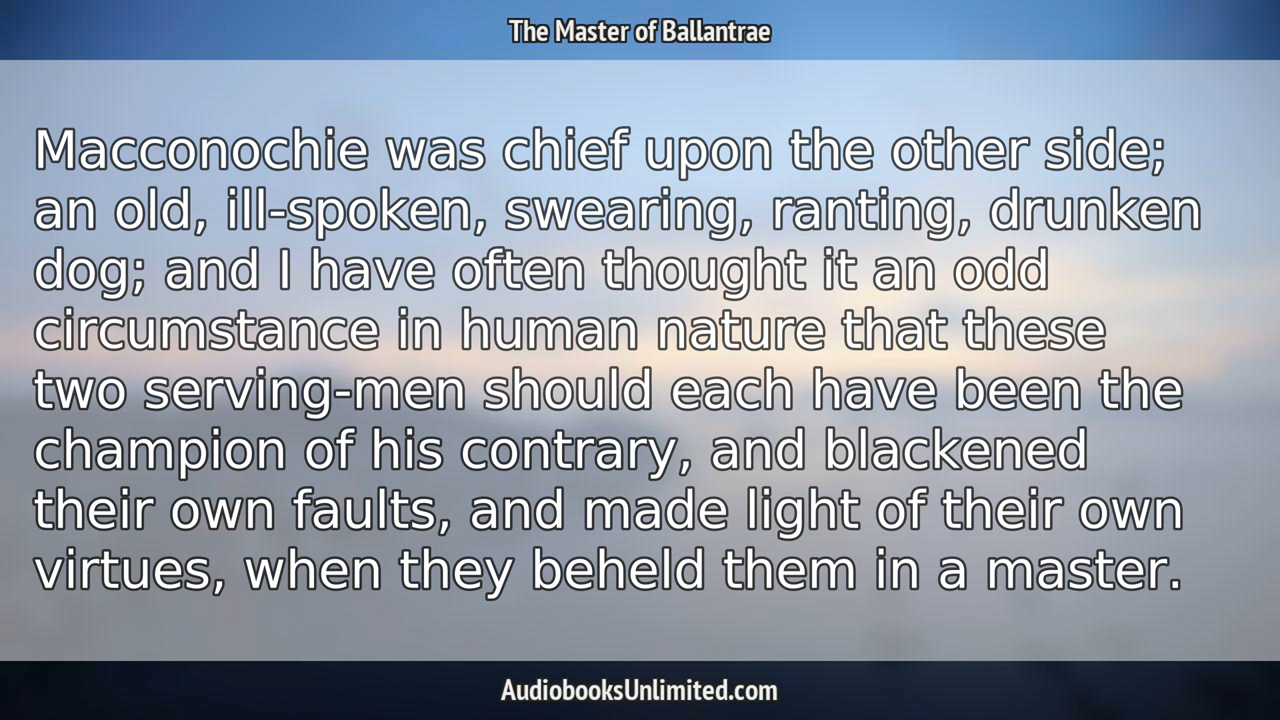 The Master of Ballantrae
Macconochie was chief upon the other side;
an old, ill-spoken, swearing, ranting, drunken
dog; and I have often thought it an odd
circumstance in human nature that these
two serving-men should each have been the
champion of his contrary, and blackened
their own faults, and made light of their own
virtues, when they beheld them in a master.
AudiobooksUnlimited.com